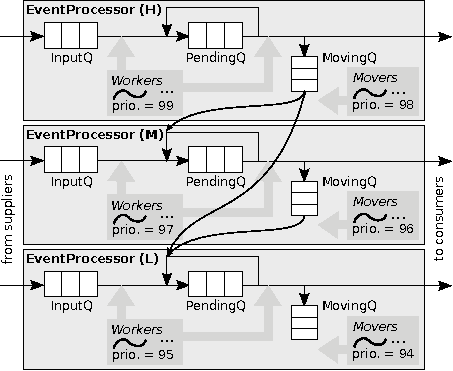 EventProcessor (H)
InputQ
PendingQ
MovingQ
Workers
...
prio. = 99
Movers
...
prio. = 98
EventProcessor (M)
InputQ
PendingQ
MovingQ
Workers
...
prio. = 97
Movers
...
prio. = 96
EventProcessor (L)
InputQ
PendingQ
MovingQ
Workers
...
prio. = 95
Movers
...
prio. = 94
from suppliers
to consumers